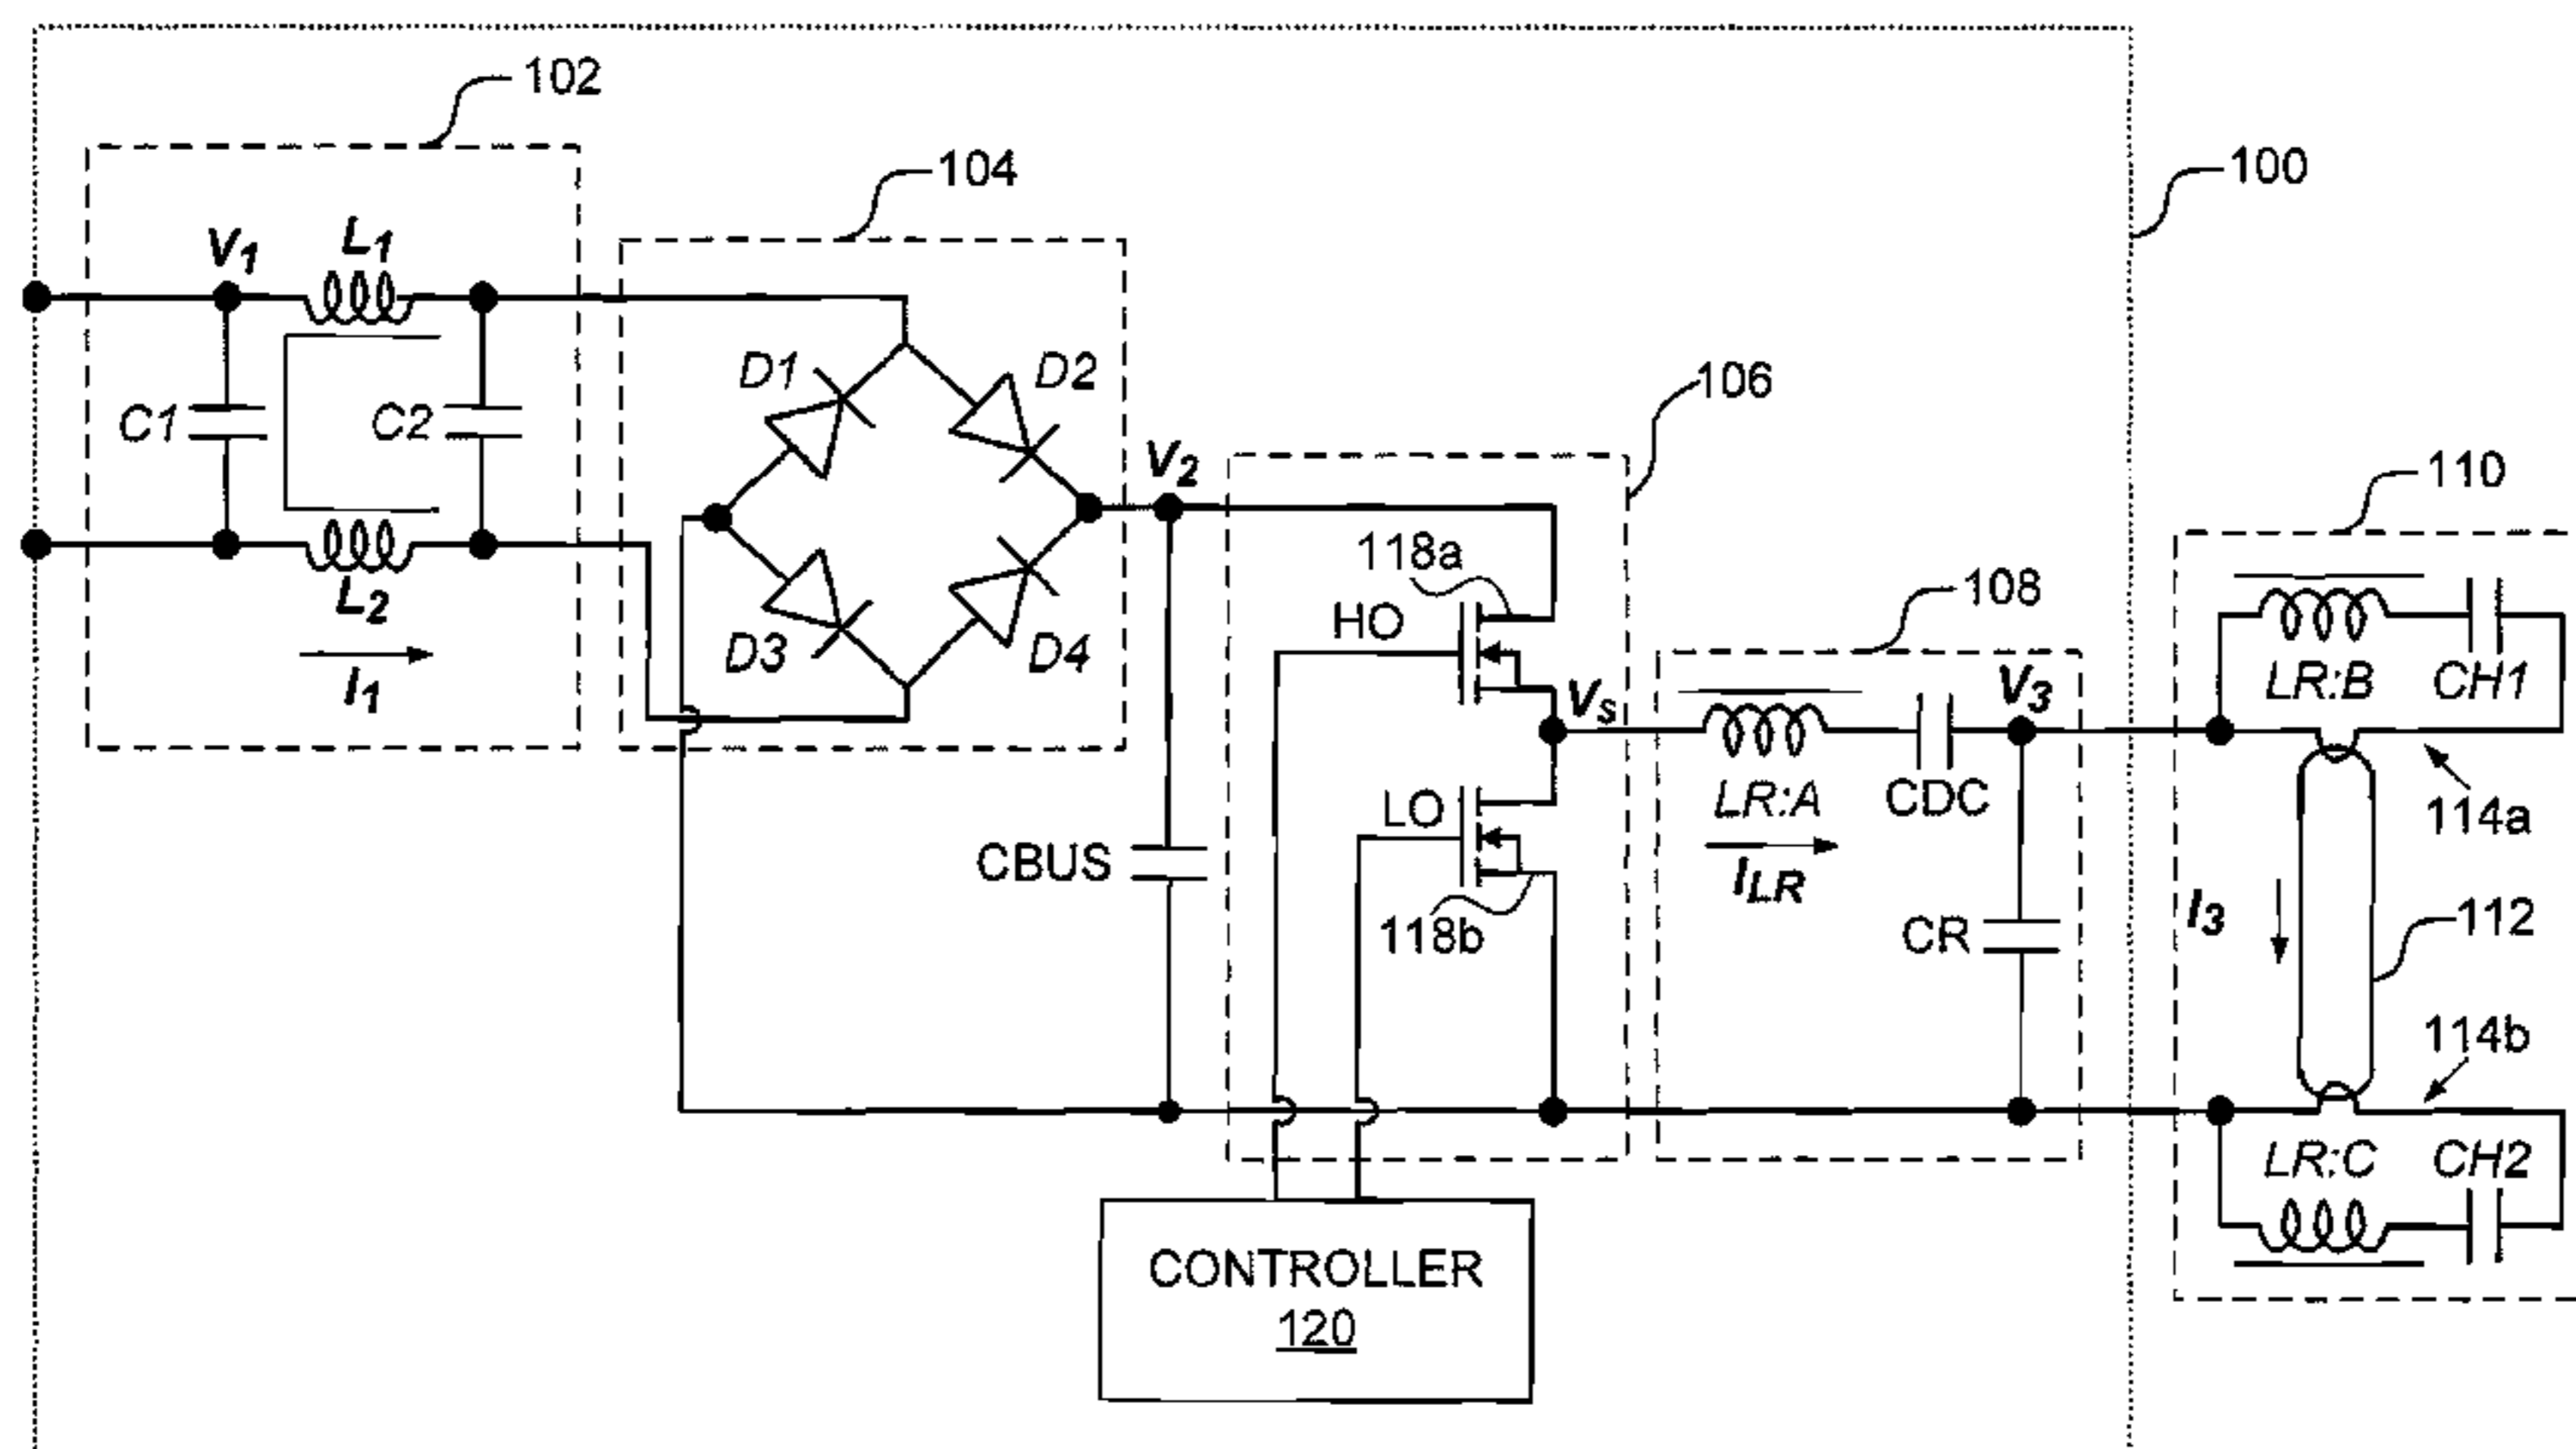 102
104
100
V1
L1
C1
C2
L2
I1
D1
D2
D3
D4
V2
106
118a
HO
LO
118b
VS
CBUS
108
LR:A
CDC
V3
ILR
CR
110
LR:B
CH1
114a
I3
112
114b
LR:C
CH2
CONTROLLER
120